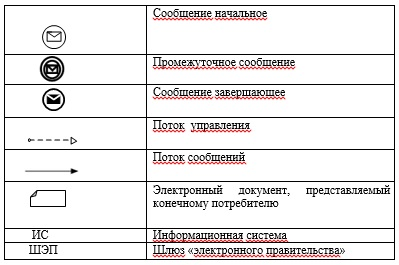 Сообщение начальное
Промежуточное сообщение
Сообщение завершающее
Поток управления
Поток сообщений
Электронный документ, представляемый
конечному потребителю
ИС Информационная система
ШЭП Шлюз «электронного правительства»